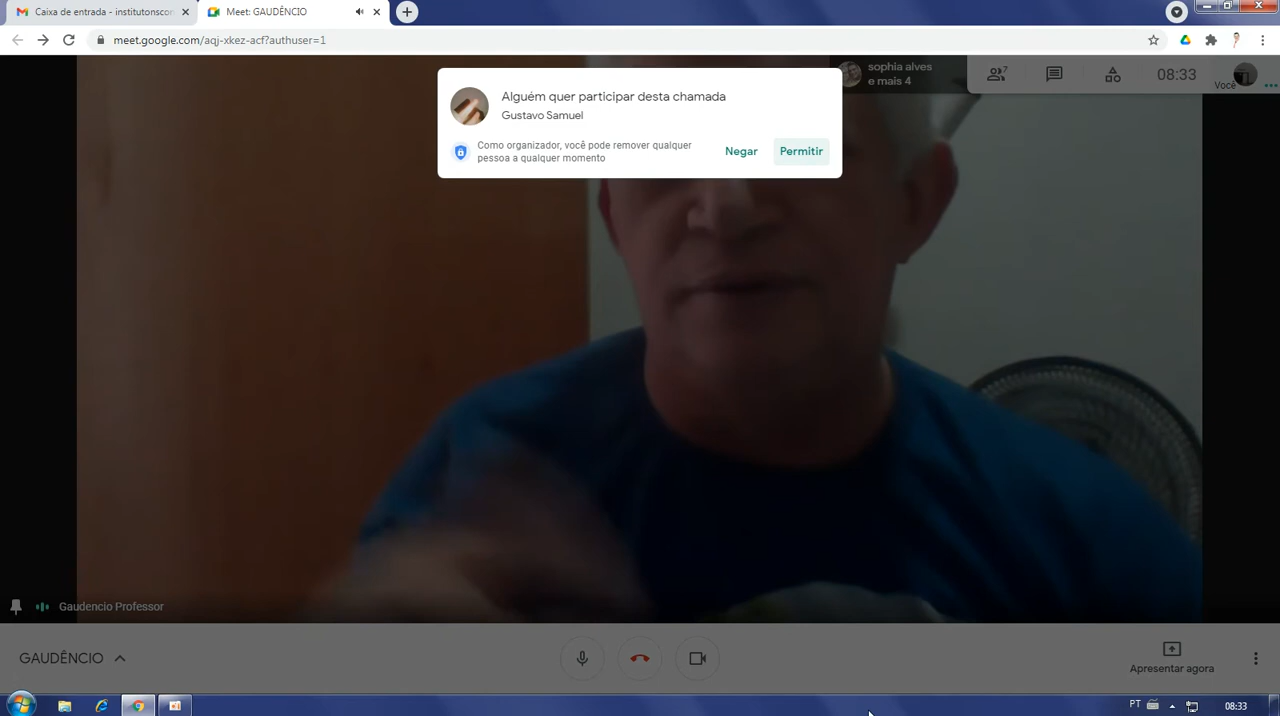 Caixa de entrada - institutonscon
Meet: GAUDÊNCIO
meet.google.com/aqj-xkez-acf?authuser=1
Alguém quer participar desta chamada
Gustavo Samuel
Como organizador, você pode remover qualquer
pessoa a qualquer momento
Negar
Permitir
sophia alves
e mais 4
7
08:33
Você
Gaudencio Professor
GAUDÊNCIO
Apresentar agora
PT
08:33